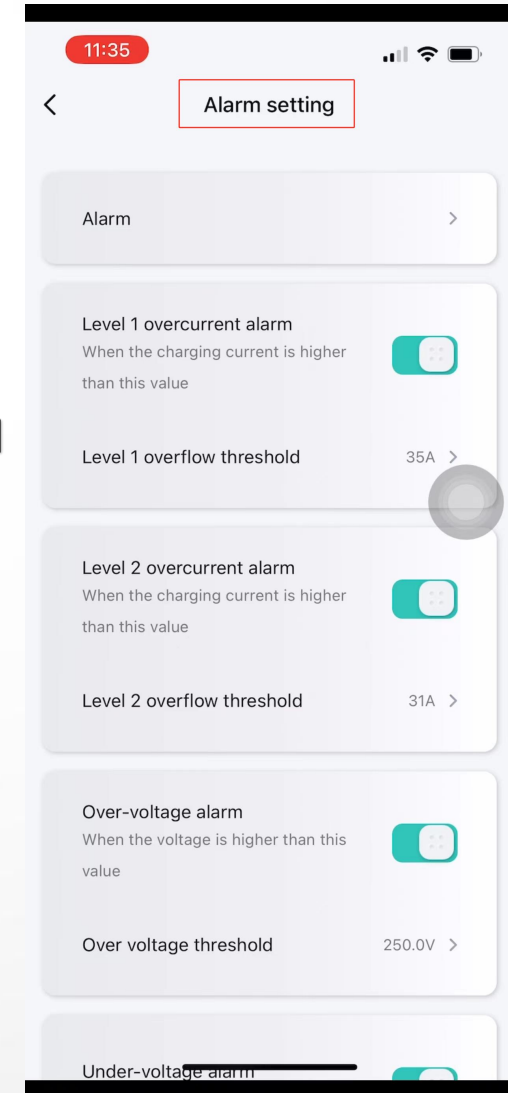 11:35
Alarm setting
Alarm
Level 1 overcurrent alarm
When the charging current is higher
than this value
Level 1 overflow threshold
35A
Level 2 overcurrent alarm
When the charging current is higher
than this value
Level 2 overflow threshold
31A
Over-voltage alarm
When the voltage is higher than this
value
Over voltage threshold
250.0V
Under-voltage alarm